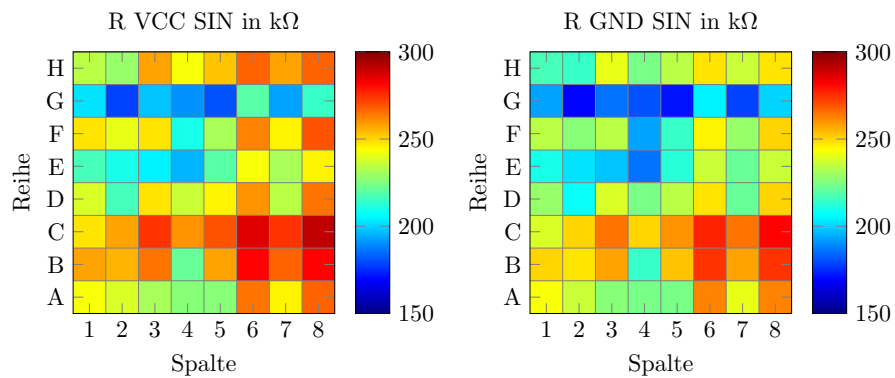 R VCC SIN in kΩ
H
G
F
E
D
C
B
A
Reihe
1 2 3 4 5 6 7 8
Spalte
300
250
200
150
R GND SIN in kΩ
H
G
F
E
D
C
B
A
Reihe
1 2 3 4 5 6 7 8
Spalte
300
250
200
150